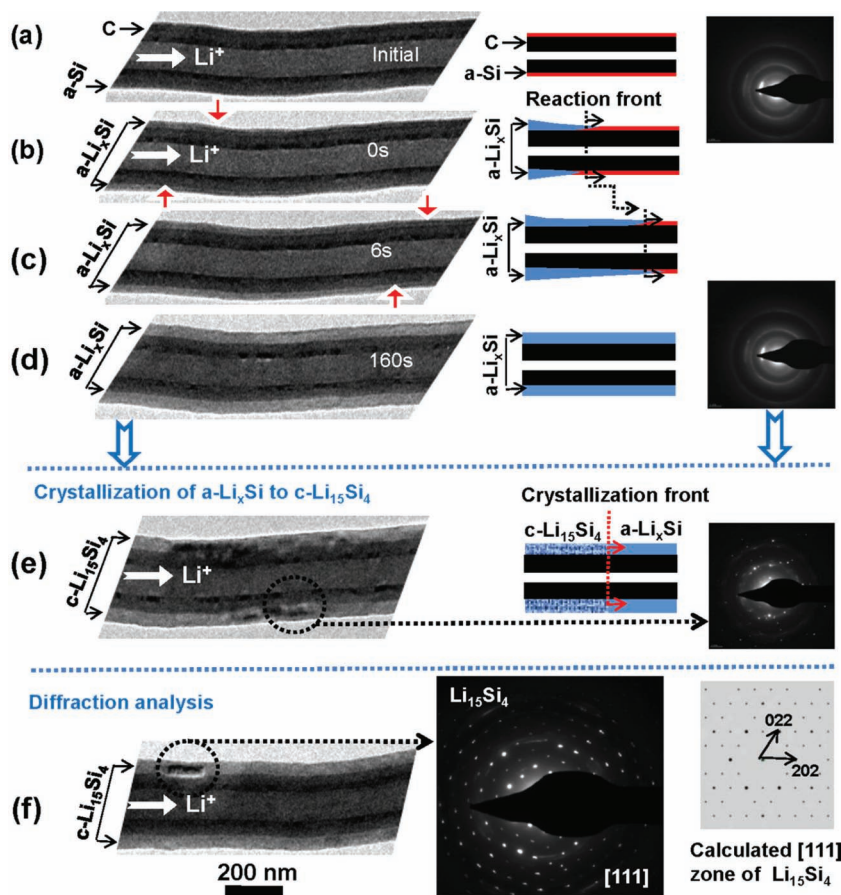 (a)
C
Li⁺
Initial
a-Si
C
a-Si
Reaction front
(b)
a-LiₓSi
Li⁺
0s
a-LiₓSi
(c)
a-LiₓSi
6s
a-LiₓSi
(d)
a-LiₓSi
160s
a-LiₓSi
Crystallization of a-LiₓSi to c-Li₁₅Si₄
Crystallization front
(e)
c-Li₁₅Si₄
Li⁺
c-Li₁₅Si₄
a-LiₓSi
Diffraction analysis
(f)
c-Li₁₅Si₄
Li⁺
200 nm
Li₁₅Si₄
[111]
022
202
Calculated [111]
zone of Li₁₅Si₄